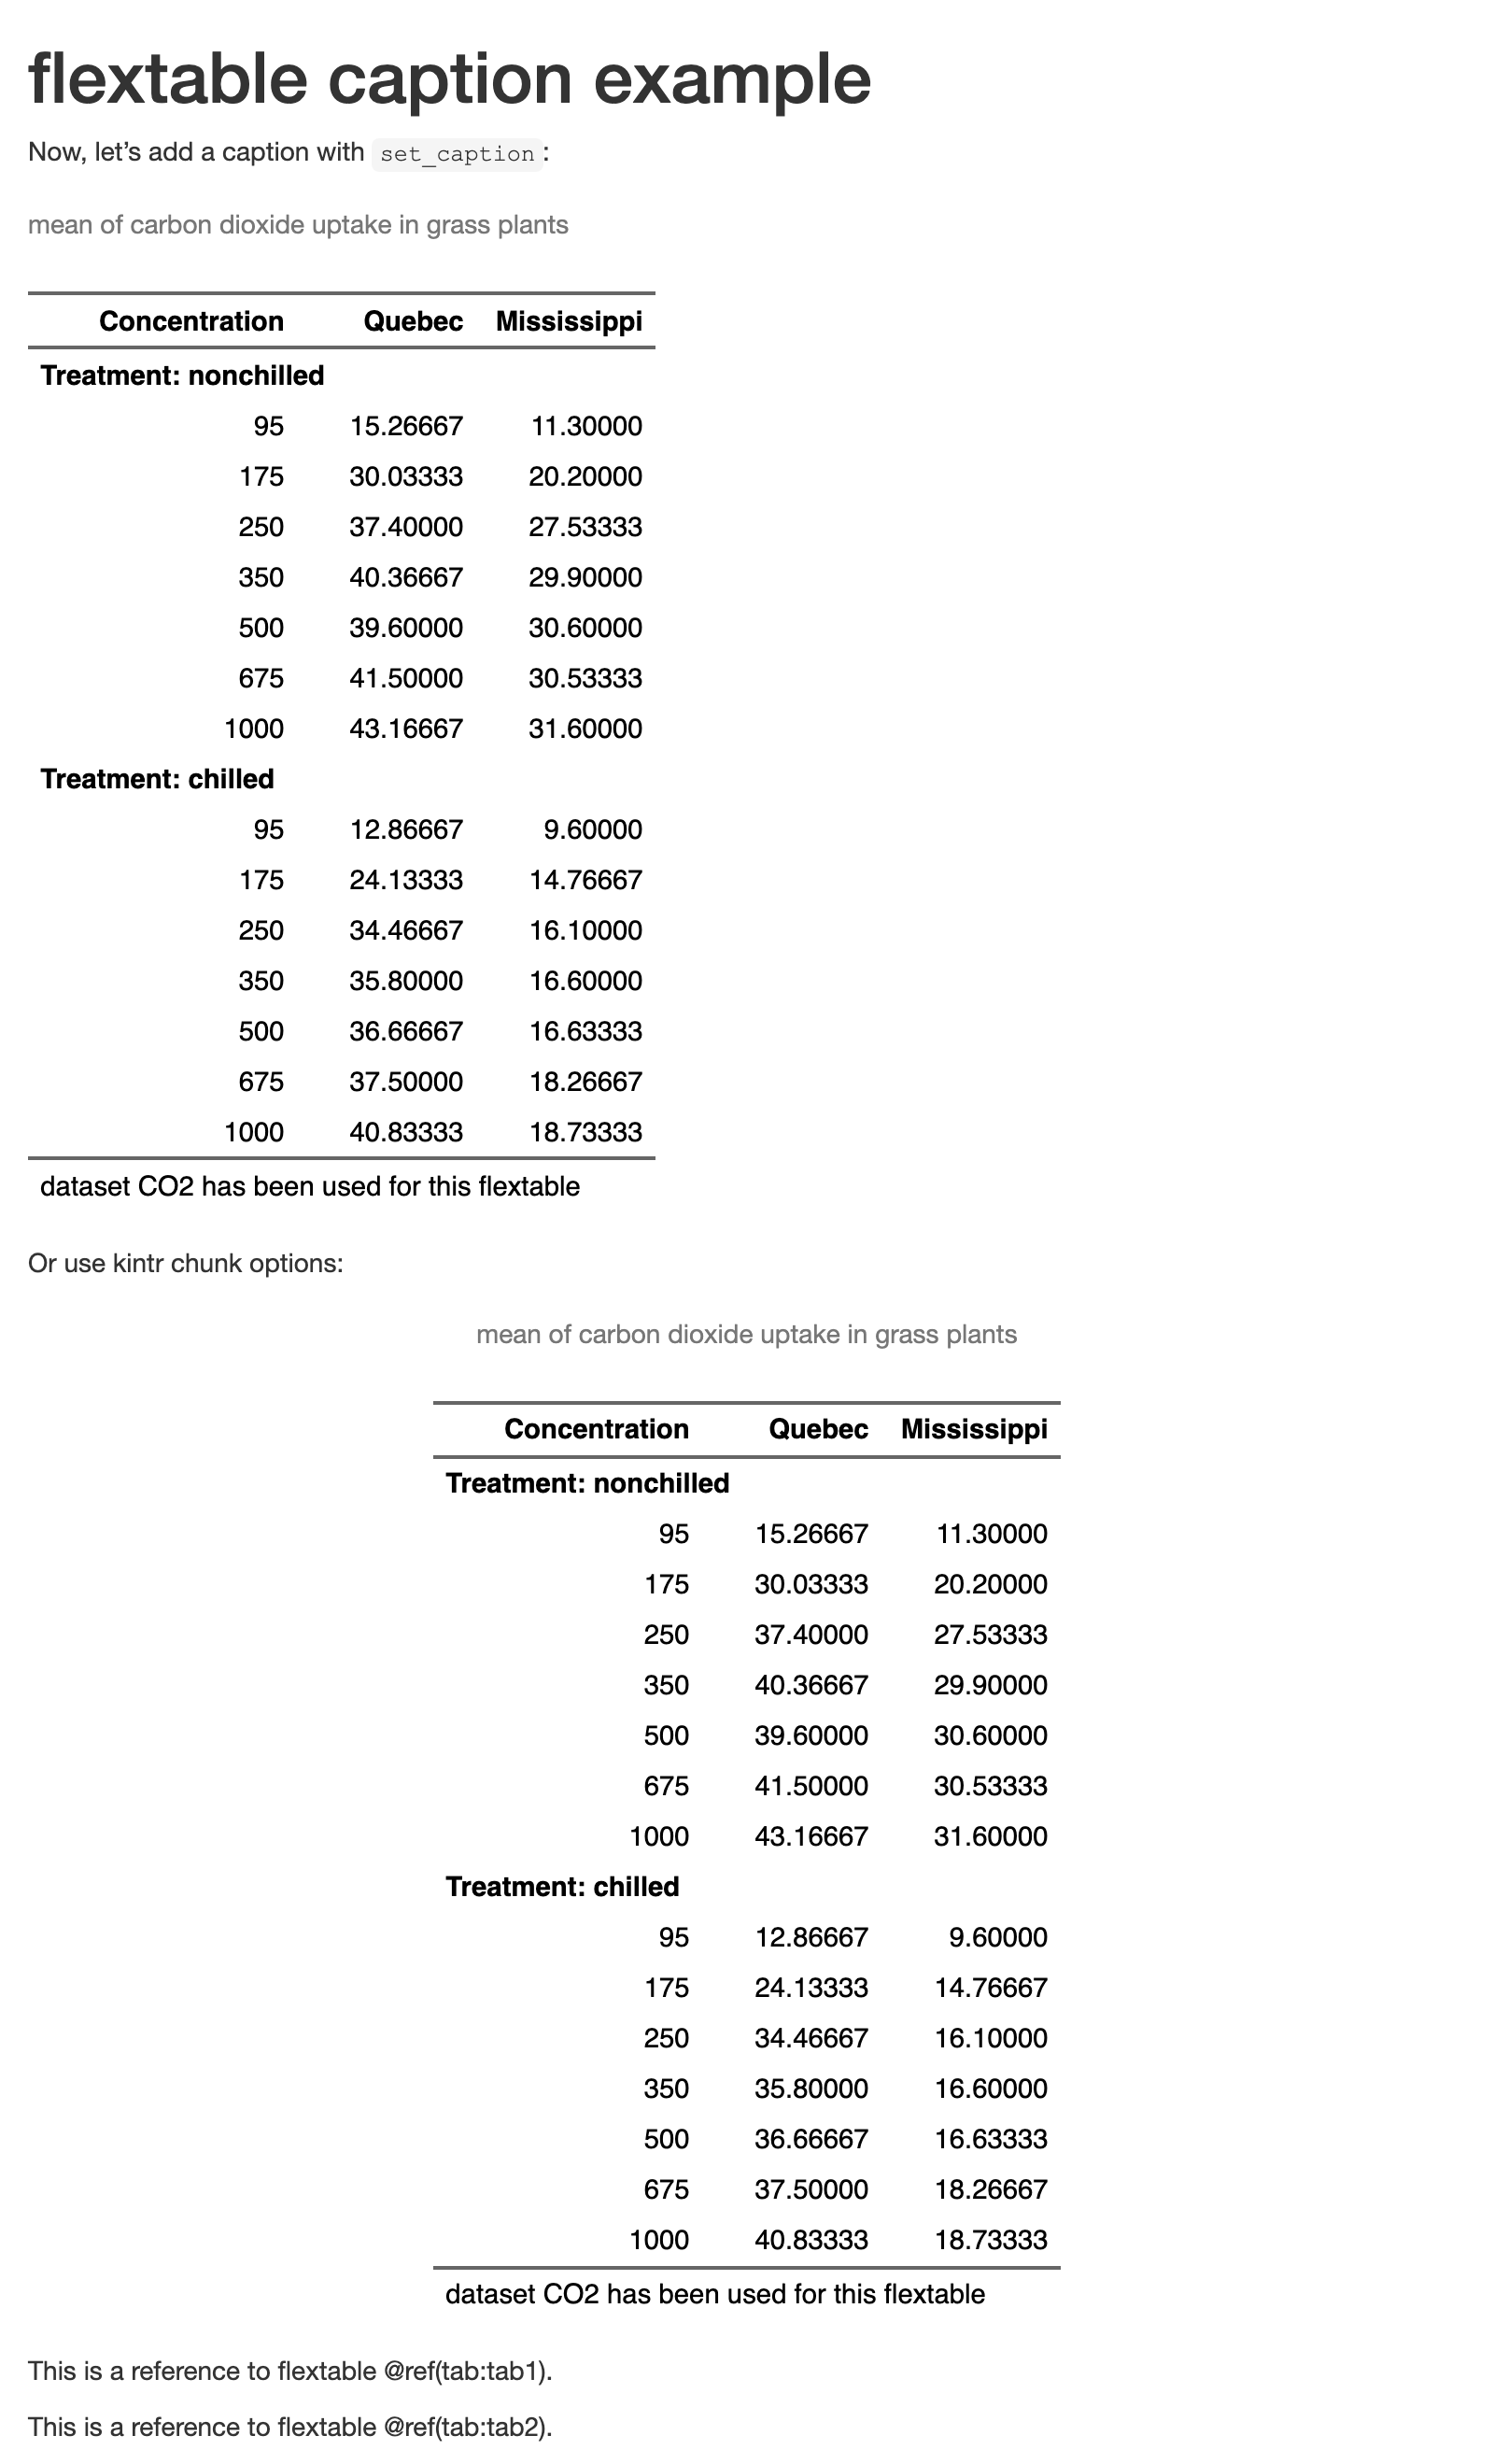 flextable caption example
Now, let’s add a caption with set_caption :
mean of carbon dioxide uptake in grass plants
Concentration Quebec Mississippi
Treatment: nonchilled
95 15.26667 11.30000
175 30.03333 20.20000
250 37.40000 27.53333
350 40.36667 29.90000
500 39.60000 30.60000
675 41.50000 30.53333
1000 43.16667 31.60000
Treatment: chilled
95 12.86667 9.60000
175 24.13333 14.76667
250 34.46667 16.10000
350 35.80000 16.60000
500 36.66667 16.63333
675 37.50000 18.26667
1000 40.83333 18.73333
dataset CO2 has been used for this flextable
Or use kintr chunk options:
mean of carbon dioxide uptake in grass plants
Concentration Quebec Mississippi
Treatment: nonchilled
95 15.26667 11.30000
175 30.03333 20.20000
250 37.40000 27.53333
350 40.36667 29.90000
500 39.60000 30.60000
675 41.50000 30.53333
1000 43.16667 31.60000
Treatment: chilled
95 12.86667 9.60000
175 24.13333 14.76667
250 34.46667 16.10000
350 35.80000 16.60000
500 36.66667 16.63333
675 37.50000 18.26667
1000 40.83333 18.73333
dataset CO2 has been used for this flextable
This is a reference to flextable @ref(tab:tab1).
This is a reference to flextable @ref(tab:tab2).